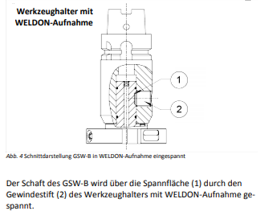 Werkzeughalter mit
WELDON-Aufnahme
1
2
Abb. 4 Schnittdarstellung GSW-B in WELDON-Aufnahme eingespannt
Der Schaft des GSW-B wird über die Spannfläche (1) durch den
Gewindestift (2) des Werkzeughalters mit WELDON-Aufnahme ge-
spannt.